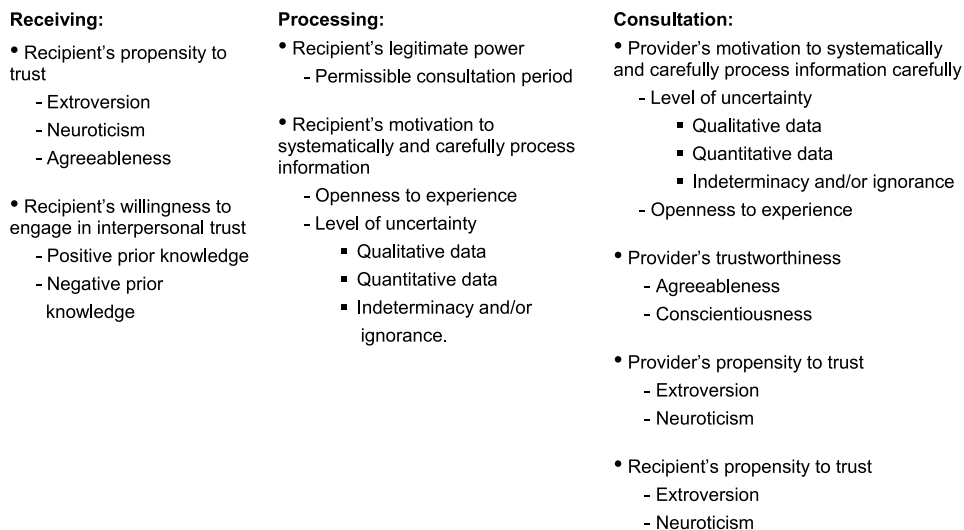 Receiving:
• Recipient's propensity to
trust
- Extroversion
- Neuroticism
- Agreeableness
• Recipient's willingness to
engage in interpersonal trust
- Positive prior knowledge
- Negative prior
knowledge
Processing:
• Recipient's legitimate power
- Permissible consultation period
• Recipient's motivation to
systematically and carefully process
information
- Openness to experience
- Level of uncertainty
▪ Qualitative data
▪ Quantitative data
▪ Indeterminacy and/or
ignorance.
Consultation:
• Provider's motivation to systematically
and carefully process information carefully
- Level of uncertainty
▪ Qualitative data
▪ Quantitative data
▪ Indeterminacy and/or ignorance
- Openness to experience
• Provider's trustworthiness
- Agreeableness
- Conscientiousness
• Provider's propensity to trust
- Extroversion
- Neuroticism
• Recipient's propensity to trust
- Extroversion
- Neuroticism